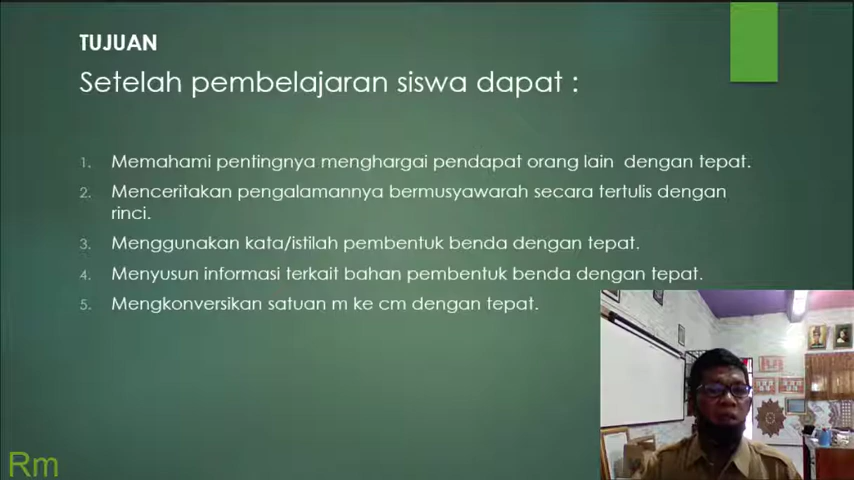 TUJUAN
Setelah pembelajaran siswa dapat :
1. Memahami pentingnya menghargai pendapat orang lain dengan tepat.
2. Menceritakan pengalamannya bermusyawarah secara tertulis dengan
rinci.
3. Menggunakan kata/istilah pembentuk benda dengan tepat.
4. Menyusun informasi terkait bahan pembentuk benda dengan tepat.
5. Mengkonversikan satuan m ke cm dengan tepat.
Rm